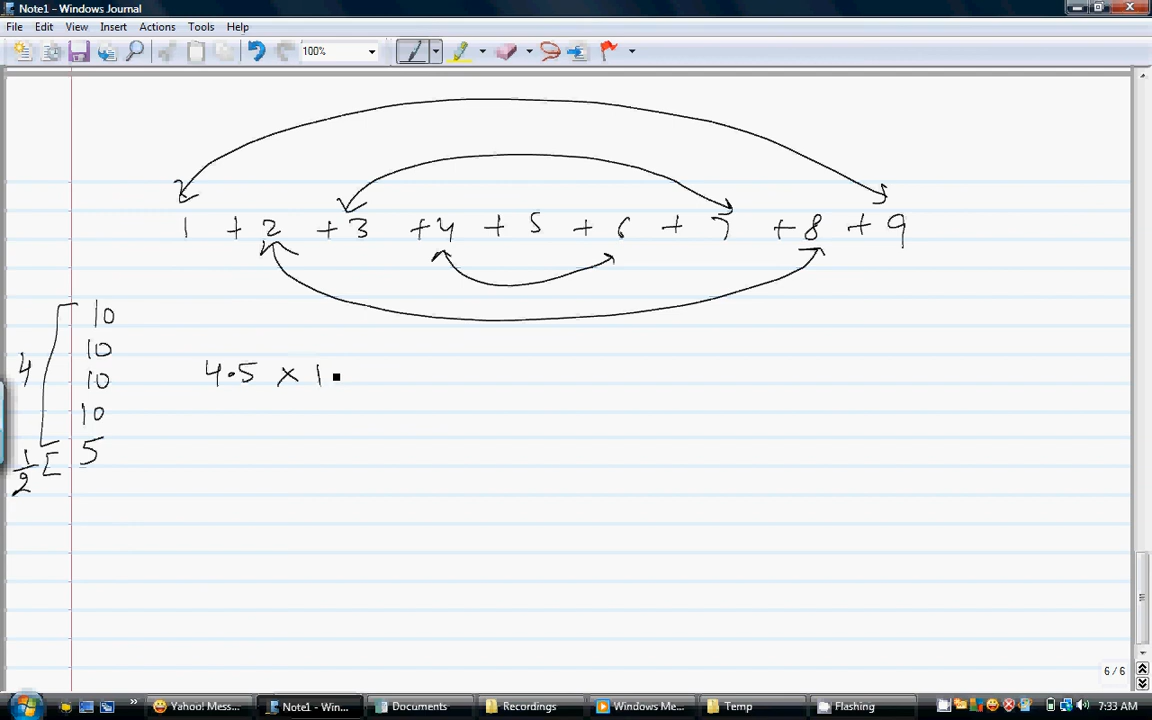 Note1 - Windows Journal
File Edit View Insert Actions Tools Help
100%
1 + 2 + 3 + 4 + 5 + 6 + 7 + 8 + 9
10
10
4 10 4.5 × 1
10
1/2 5
6 / 6
Yahoo! Mess... Note1 - Win... Documents Recordings Windows Me... Temp Flashing 7:33 AM